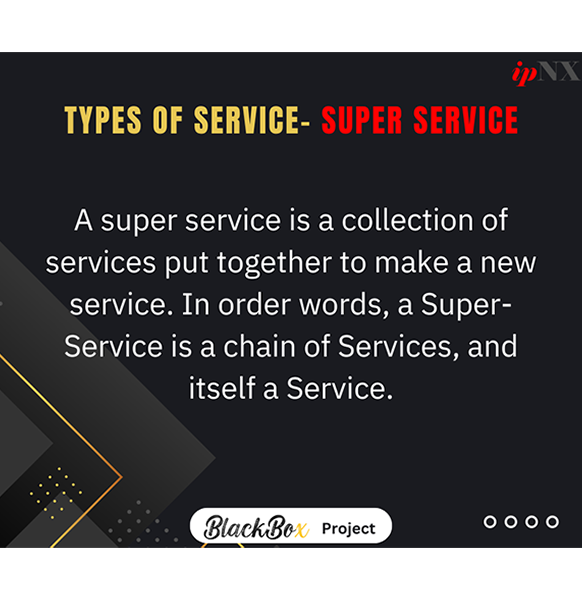 ipNX
TYPES OF SERVICE- SUPER SERVICE
A super service is a collection of
services put together to make a new
service. In order words, a Super-
Service is a chain of Services, and
itself a Service.
BlackBox Project